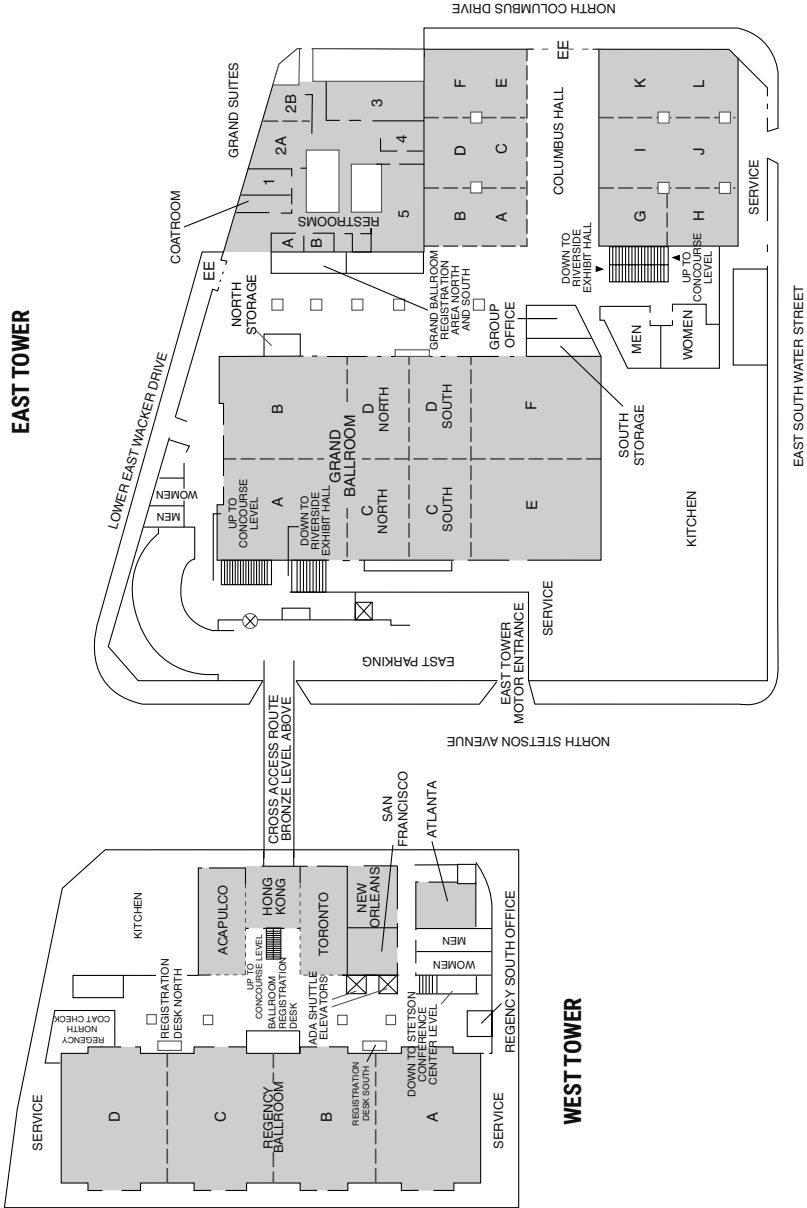 EAST TOWER
NORTH COLUMBUS DRIVE
LOWER EAST WACKER DRIVE
EAST SOUTH WATER STREET
NORTH STETSON AVENUE
GRAND SUITES
COATROOM
1
2A
2B
3
4
5
RESTROOMS
A
B
EE
NORTH
STORAGE
GRAND BALLROOM
REGISTRATION
AREA NORTH
AND SOUTH
GROUP
OFFICE
SOUTH
STORAGE
COLUMBUS HALL
EE
B
D
F
A
C
E
G
I
K
H
J
L
DOWN TO
RIVERSIDE
EXHIBIT HALL
UP TO
CONCOURSE
LEVEL
SERVICE
MEN
WOMEN
KITCHEN
GRAND
BALLROOM
A
B
C
NORTH
D
NORTH
C
SOUTH
D
SOUTH
E
F
UP TO
CONCOURSE
LEVEL
DOWN TO
RIVERSIDE
EXHIBIT HALL
MEN
WOMEN
SERVICE
EAST PARKING
EAST TOWER
MOTOR ENTRANCE
CROSS ACCESS ROUTE
BRONZE LEVEL ABOVE
WEST TOWER
KITCHEN
ACAPULCO
HONG
KONG
TORONTO
NEW
ORLEANS
SAN
FRANCISCO
ATLANTA
MEN
WOMEN
REGENCY SOUTH OFFICE
UP TO
CONCOURSE LEVEL
BALLROOM
REGISTRATION
DESK
ADA SHUTTLE
ELEVATORS
DOWN TO STETSON
CONFERENCE
CENTER LEVEL
REGISTRATION
DESK NORTH
REGENCY
NORTH
COAT CHECK
REGISTRATION
DESK SOUTH
SERVICE
D
C
REGENCY
BALLROOM
B
A
SERVICE